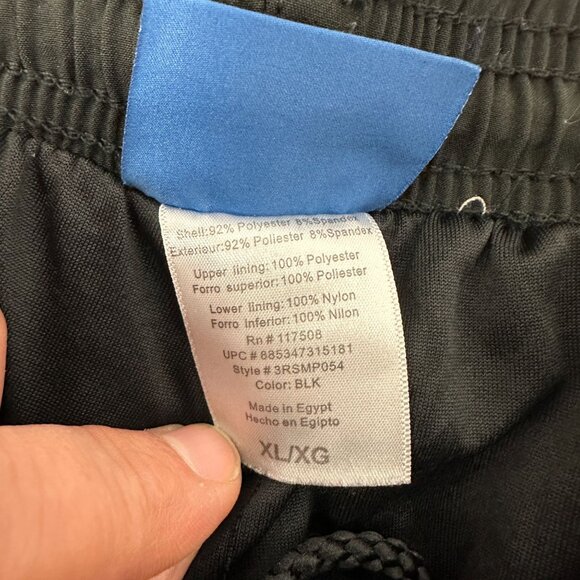 Shell:92% Polyester 8%Spandex
Exterieur:92% Poliester 8%Spandex
Upper lining:100% Polyester
Forro superior:100% Poliester
Lower lining:100% Nylon
Forro inferior:100% Nilon
Rn # 117508
UPC # 885347315181
Style # 3RSMP054
Color: BLK
Made in Egypt
Hecho en Egipto
XL/XG